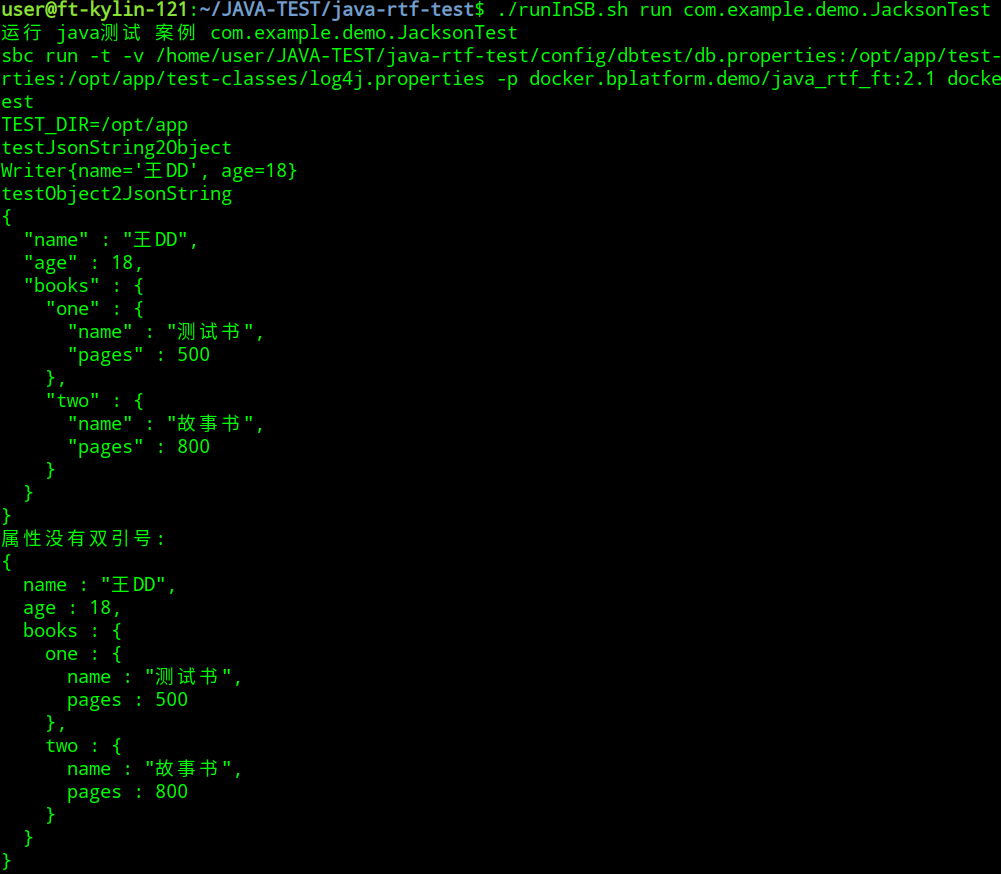 user@ft-kylin-121:~/JAVA-TEST/java-rtf-test$ ./runInSB.sh run com.example.demo.JacksonTest
运行 java测试 案例 com.example.demo.JacksonTest
sbc run -t -v /home/user/JAVA-TEST/java-rtf-test/config/dbtest/db.properties:/opt/app/test-
rties:/opt/app/test-classes/log4j.properties -p docker.bplatform.demo/java_rtf_ft:2.1 docke
est
TEST_DIR=/opt/app
testJsonString2Object
Writer{name='王DD', age=18}
testObject2JsonString
{
  "name" : "王DD",
  "age" : 18,
  "books" : {
    "one" : {
      "name" : "测试书",
      "pages" : 500
    },
    "two" : {
      "name" : "故事书",
      "pages" : 800
    }
  }
}
属性没有双引号:
{
  name : "王DD",
  age : 18,
  books : {
    one : {
      name : "测试书",
      pages : 500
    },
    two : {
      name : "故事书",
      pages : 800
    }
  }
}